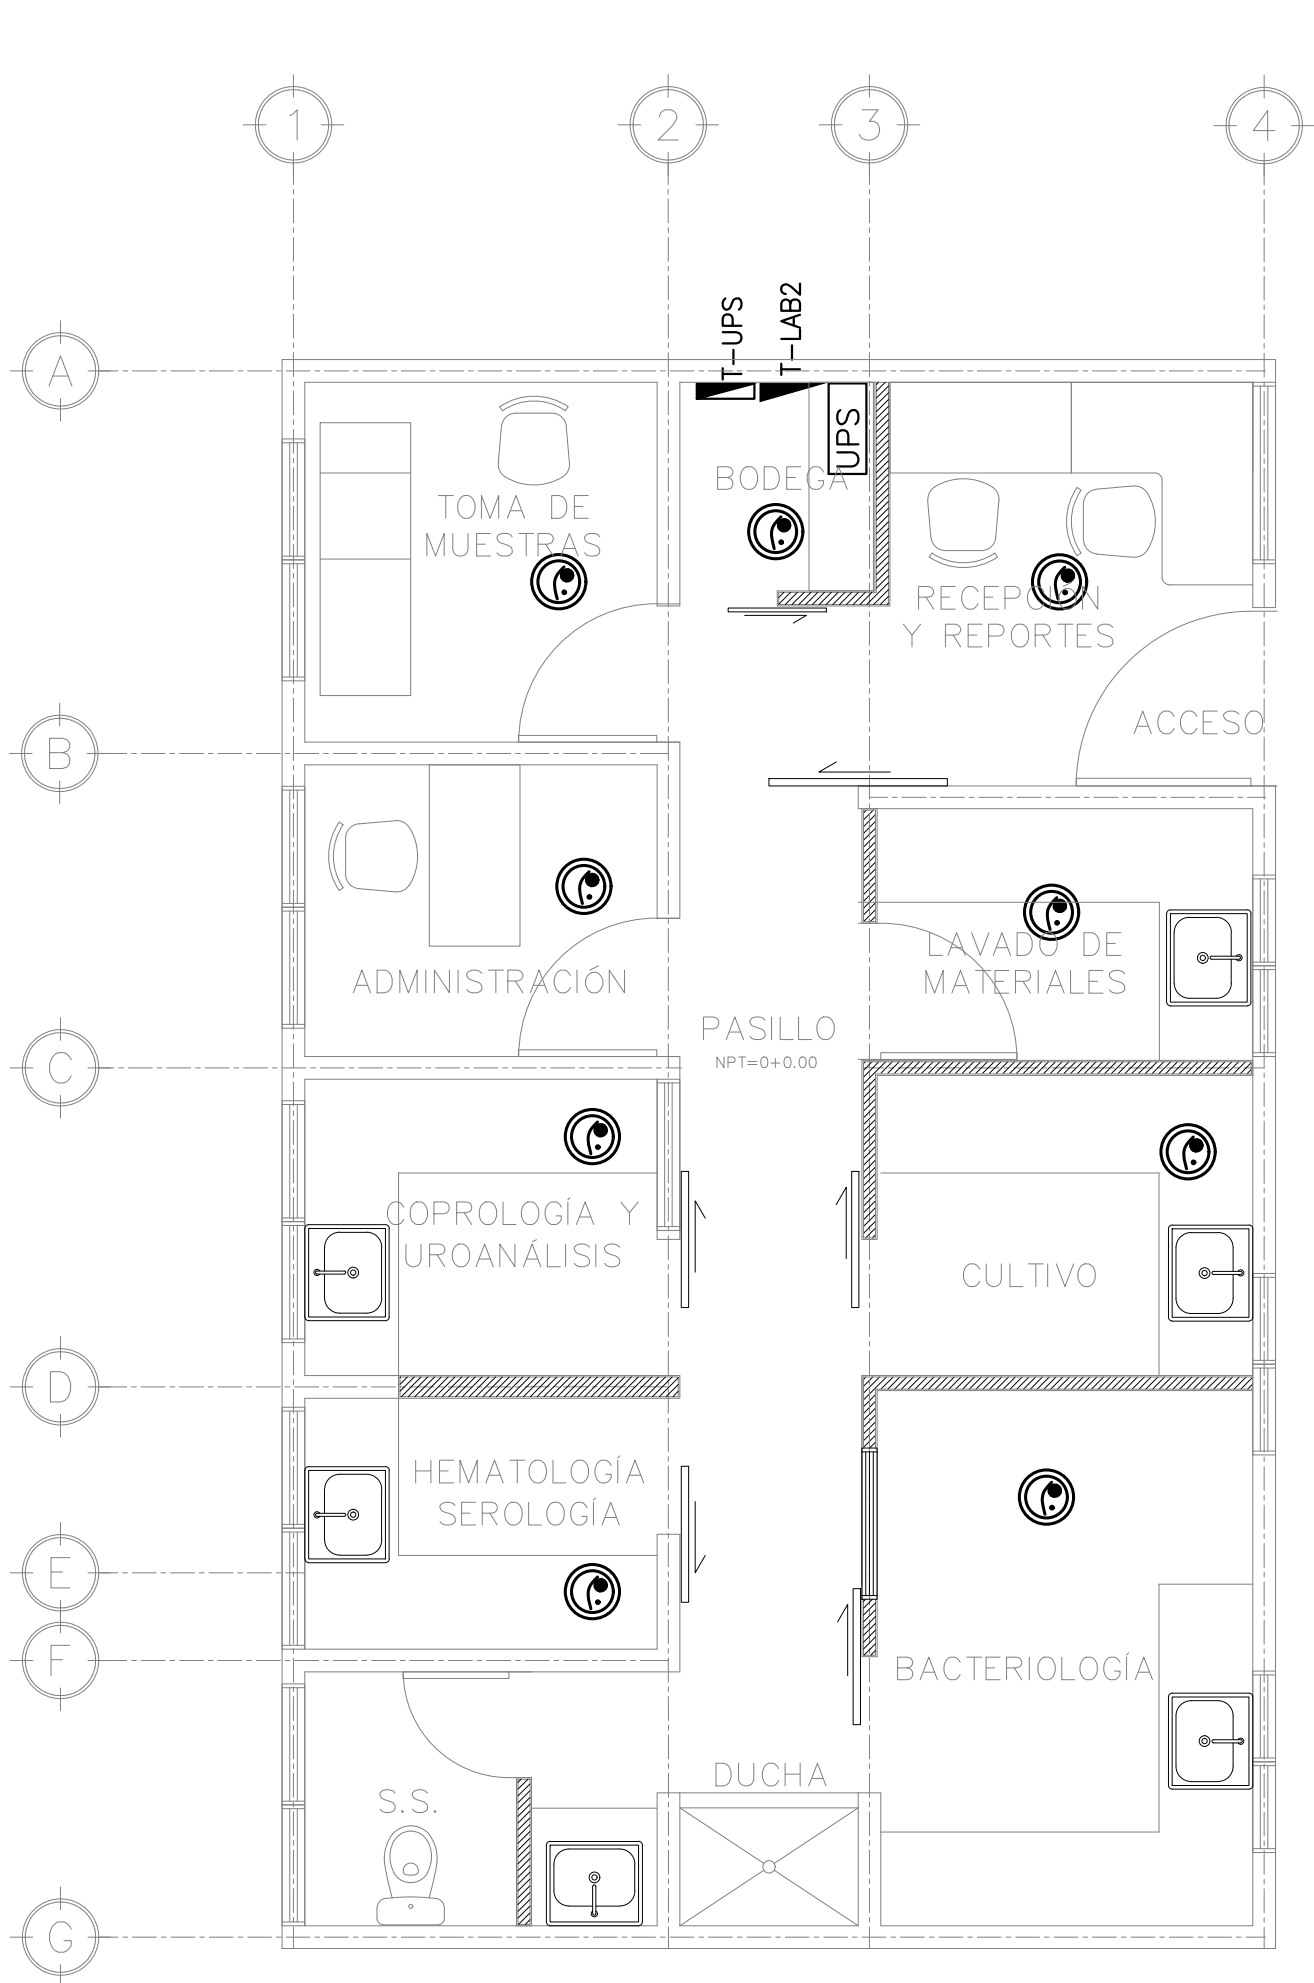 1
2
3
4
T-UPS
T-LAB2
A
UPS
BODEGA
TOMA DE
MUESTRAS
RECEPCIÓN
Y REPORTES
ACCESO
B
LAVADO DE
MATERIALES
ADMINISTRACIÓN
PASILLO
NPT=0+0.00
C
COPROLOGÍA Y
UROANÁLISIS
CULTIVO
D
HEMATOLOGÍA
SEROLOGÍA
E
F
BACTERIOLOGÍA
DUCHA
S.S.
G